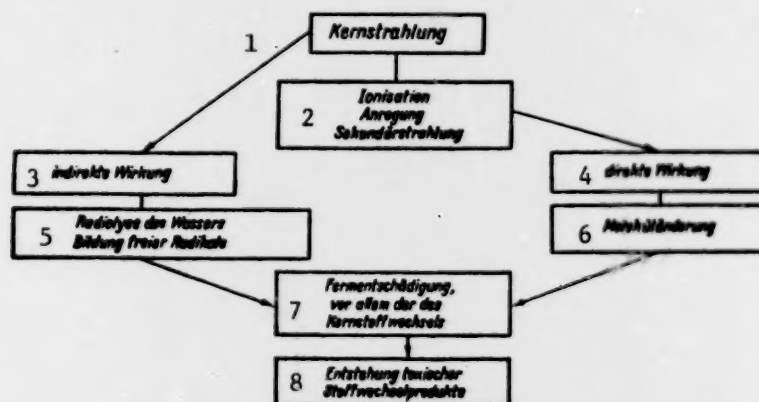 1 Kernstrahlung
2 Ionisation
Anregung
Sekundärstrahlung
3 indirekte Wirkung
4 direkte Wirkung
5 Radiolyse des Wassers
Bildung freier Radikale
6 Moleküländerung
7 Fermentschädigung,
vor allem der des
Kernstoffwechsels
8 Entstehung toxischer
Stoffwechselprodukte